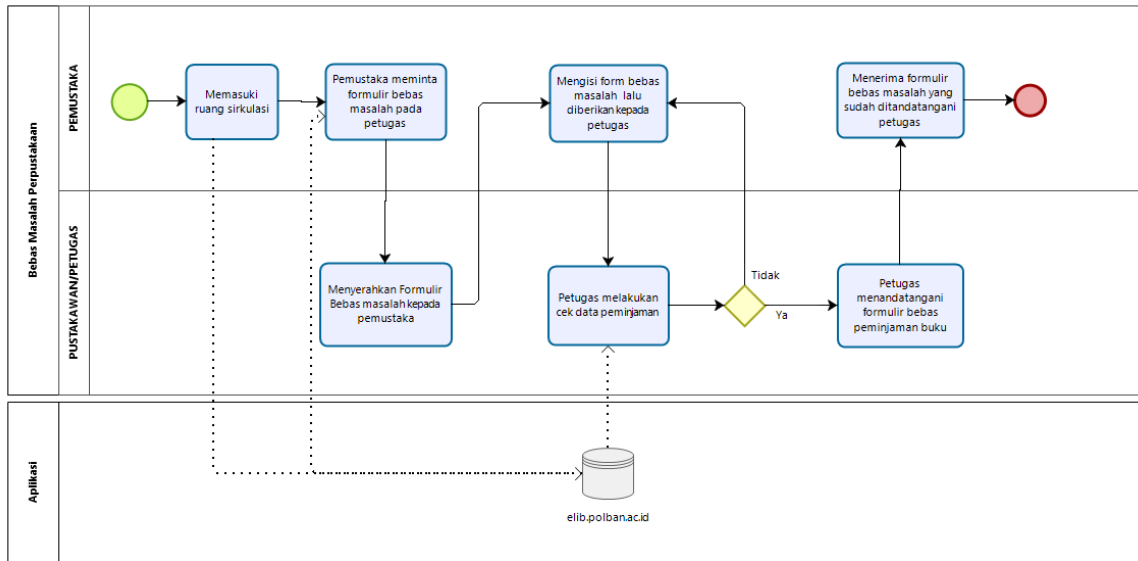 Bebas Masalah Perpustakaan
PEMUSTAKA
Memasuki
ruang sirkulasi
Pemustaka meminta
formulir bebas
masalah pada
petugas
Mengisi form bebas
masalah lalu
diberikan kepada
petugas
Menerima formulir
bebas masalah yang
sudah ditandatangani
petugas
PUSTAKAWAN/PETUGAS
Menyerahkan Formulir
Bebas masalah kepada
pemustaka
Petugas melakukan
cek data peminjaman
Tidak
Ya
Petugas
menandatangani
formulir bebas
peminjaman buku
Aplikasi
elib.polban.ac.id